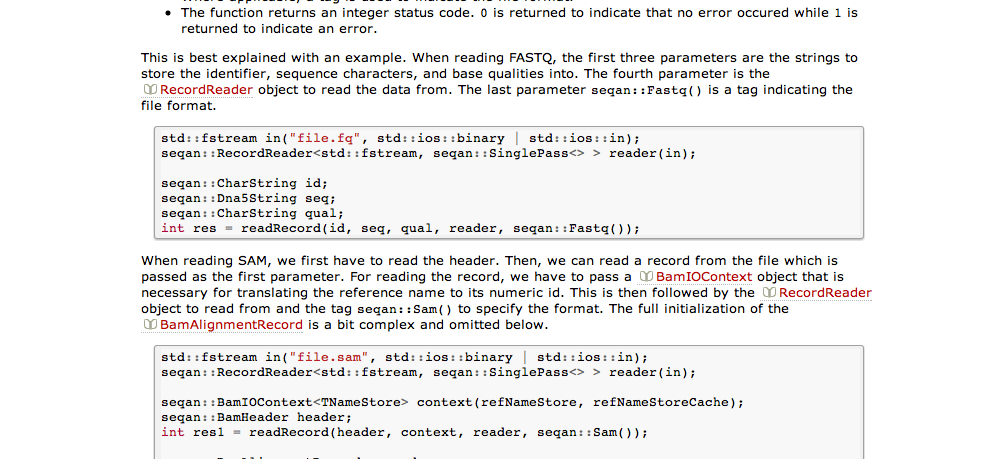 • The function returns an integer status code. 0 is returned to indicate that no error occured while 1 is
returned to indicate an error.
This is best explained with an example. When reading FASTQ, the first three parameters are the strings to
store the identifier, sequence characters, and base qualities into. The fourth parameter is the
RecordReader object to read the data from. The last parameter seqan::Fastq() is a tag indicating the
file format.
std::fstream in("file.fq", std::ios::binary | std::ios::in);
seqan::RecordReader<std::fstream, seqan::SinglePass<> > reader(in);
seqan::CharString id;
seqan::Dna5String seq;
seqan::CharString qual;
int res = readRecord(id, seq, qual, reader, seqan::Fastq());
When reading SAM, we first have to read the header. Then, we can read a record from the file which is
passed as the first parameter. For reading the record, we have to pass a BamIOContext object that is
necessary for translating the reference name to its numeric id. This is then followed by the RecordReader
object to read from and the tag seqan::Sam() to specify the format. The full initialization of the
BamAlignmentRecord is a bit complex and omitted below.
std::fstream in("file.sam", std::ios::binary | std::ios::in);
seqan::RecordReader<std::fstream, seqan::SinglePass<> > reader(in);
seqan::BamIOContext<TNameStore> context(refNameStore, refNameStoreCache);
seqan::BamHeader header;
int res1 = readRecord(header, context, reader, seqan::Sam());